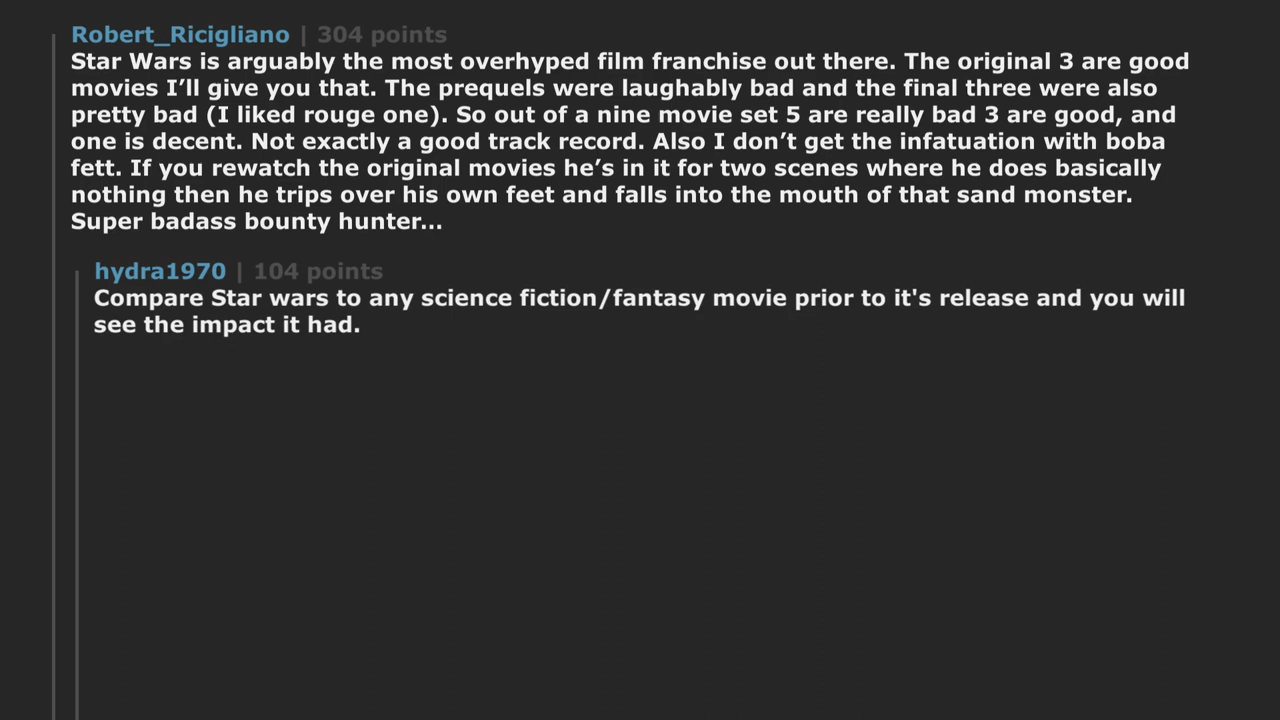 Robert_Ricigliano | 304 points
Star Wars is arguably the most overhyped film franchise out there. The original 3 are good
movies I’ll give you that. The prequels were laughably bad and the final three were also
pretty bad (I liked rouge one). So out of a nine movie set 5 are really bad 3 are good, and
one is decent. Not exactly a good track record. Also I don’t get the infatuation with boba
fett. If you rewatch the original movies he’s in it for two scenes where he does basically
nothing then he trips over his own feet and falls into the mouth of that sand monster.
Super badass bounty hunter...
hydra1970 | 104 points
Compare Star wars to any science fiction/fantasy movie prior to it's release and you will
see the impact it had.